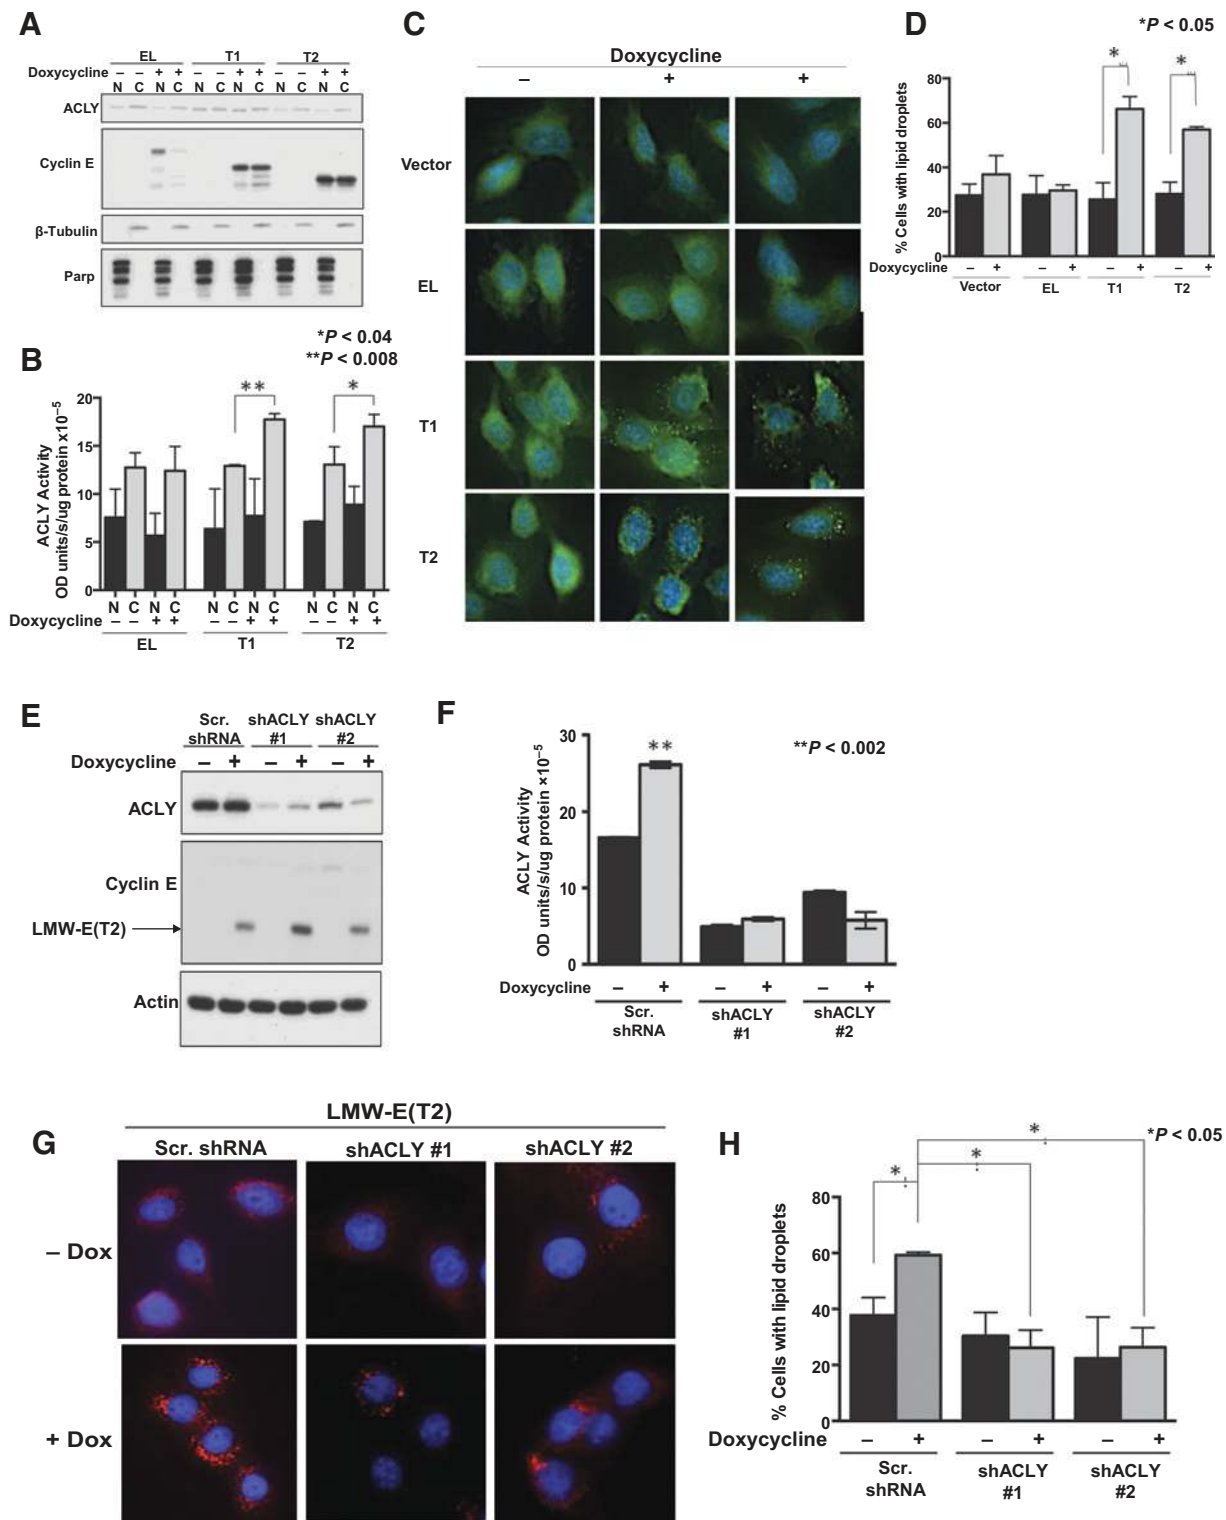 A
EL T1 T2
Doxycycline – – + + – – + + – – + +
N C N C N C N C N C N C
ACLY
Cyclin E
β-Tubulin
Parp
B
*P < 0.04
**P < 0.008
ACLY Activity
OD units/s/ug protein x10–5
20
15
10
5
0
** *
N C N C N C N C N C N C
Doxycycline – – + + – – + + – – + +
EL T1 T2
C
Doxycycline
– + +
Vector
EL
T1
T2
D
*P < 0.05
% Cells with lipid droplets
80
60
40
20
0
* *
Doxycycline – + – + – + – +
Vector EL T1 T2
E
Scr. shACLY shACLY
shRNA #1 #2
Doxycycline – + – + – +
ACLY
Cyclin E
LMW-E(T2)
Actin
F
**P < 0.002
ACLY Activity
OD units/s/ug protein ×10–5
30
20
10
0
**
Doxycycline – + – + – +
Scr. shACLY shACLY
shRNA #1 #2
G
LMW-E(T2)
Scr. shRNA shACLY #1 shACLY #2
– Dox
+ Dox
H
*P < 0.05
% Cells with lipid droplets
80
60
40
20
0
* * *
Doxycycline – + – + – +
Scr. shACLY shACLY
shRNA #1 #2